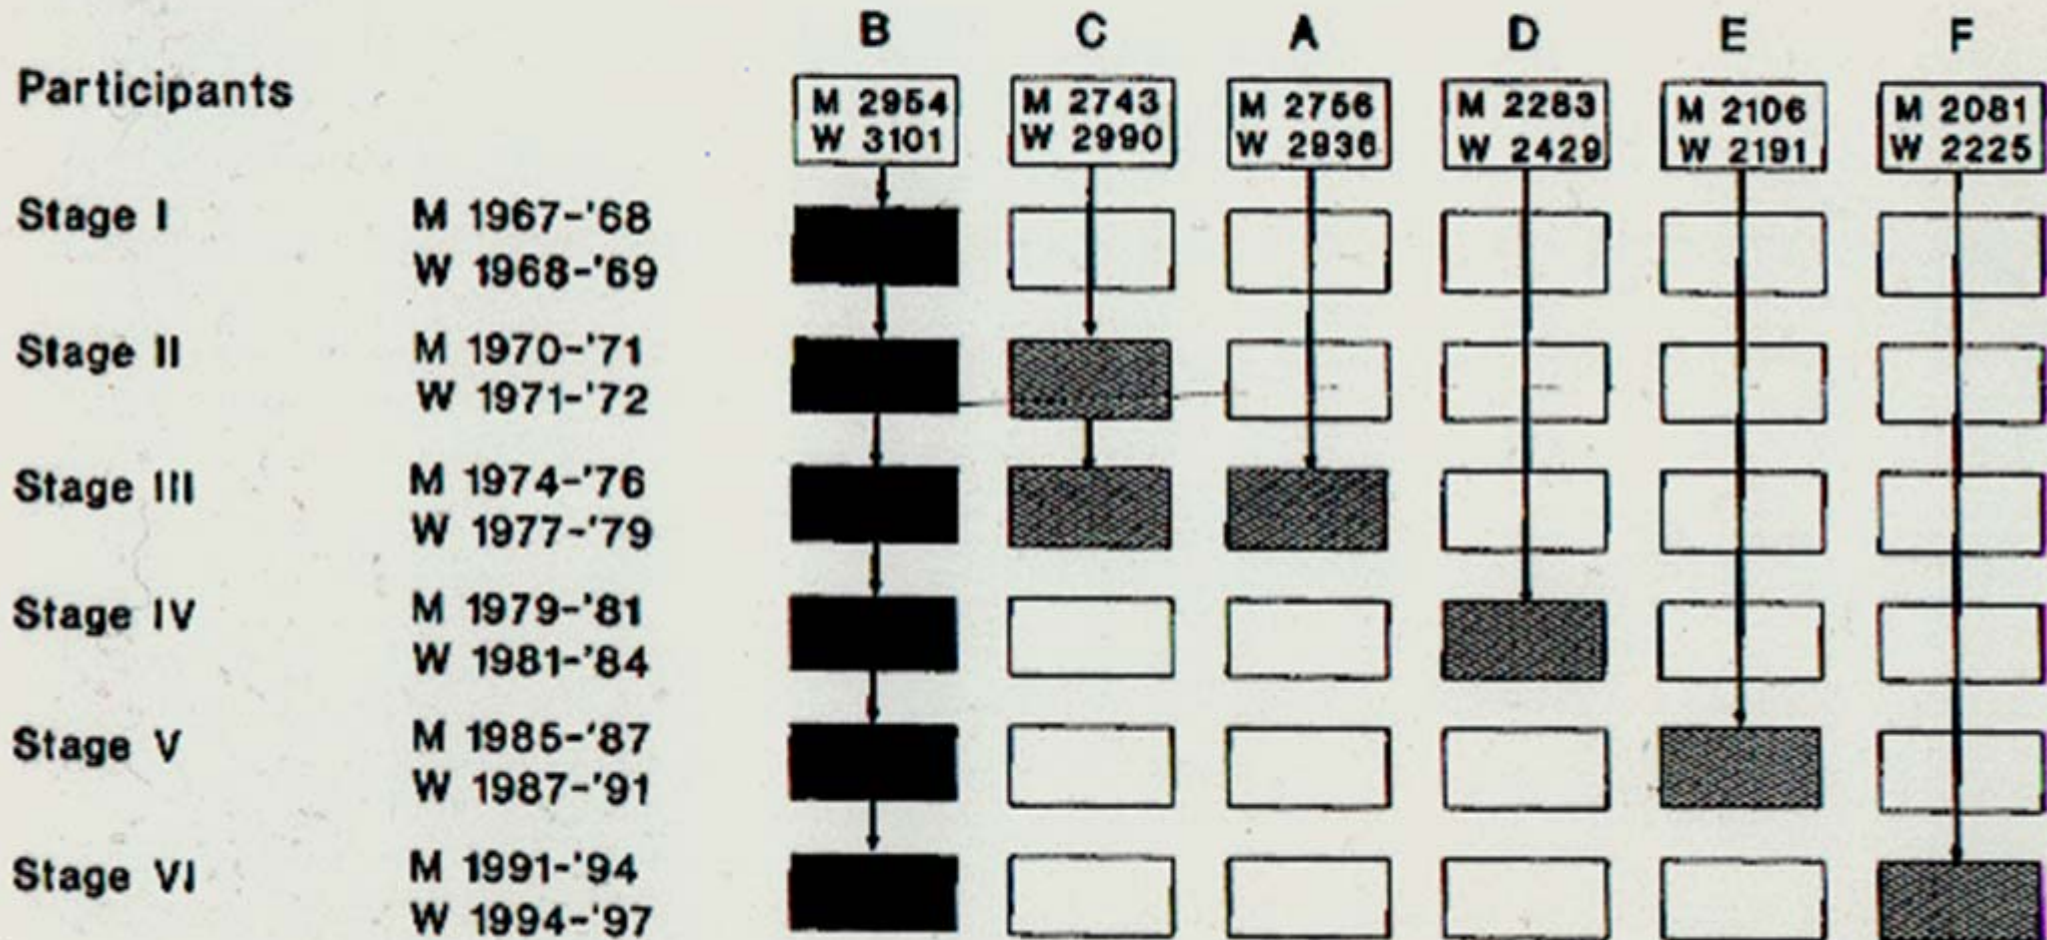 B C A D E F
Participants
M 2954 M 2743 M 2756 M 2283 M 2106 M 2081
W 3101 W 2990 W 2936 W 2429 W 2191 W 2225
Stage I M 1967-'68
W 1968-'69
Stage II M 1970-'71
W 1971-'72
Stage III M 1974-'76
W 1977-'79
Stage IV M 1979-'81
W 1981-'84
Stage V M 1985-'87
W 1987-'91
Stage VI M 1991-'94
W 1994-'97